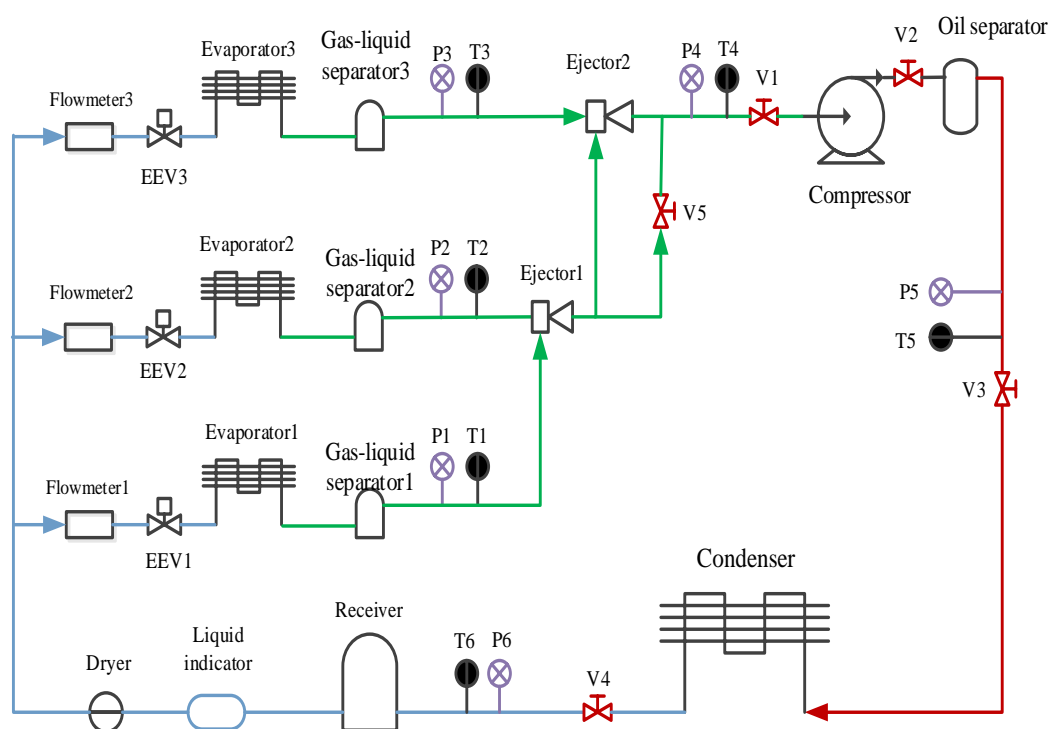 Evaporator3
Gas-liquid
separator3
P3
T3
Ejector2
P4
T4
V1
V2
Oil separator
Flowmeter3
EEV3
Compressor
V5
Evaporator2
Gas-liquid
separator2
P2
T2
Ejector1
Flowmeter2
EEV2
P5
T5
V3
Evaporator1
Gas-liquid
separator1
P1
T1
Flowmeter1
EEV1
Condenser
Receiver
Liquid
indicator
Dryer
T6
P6
V4